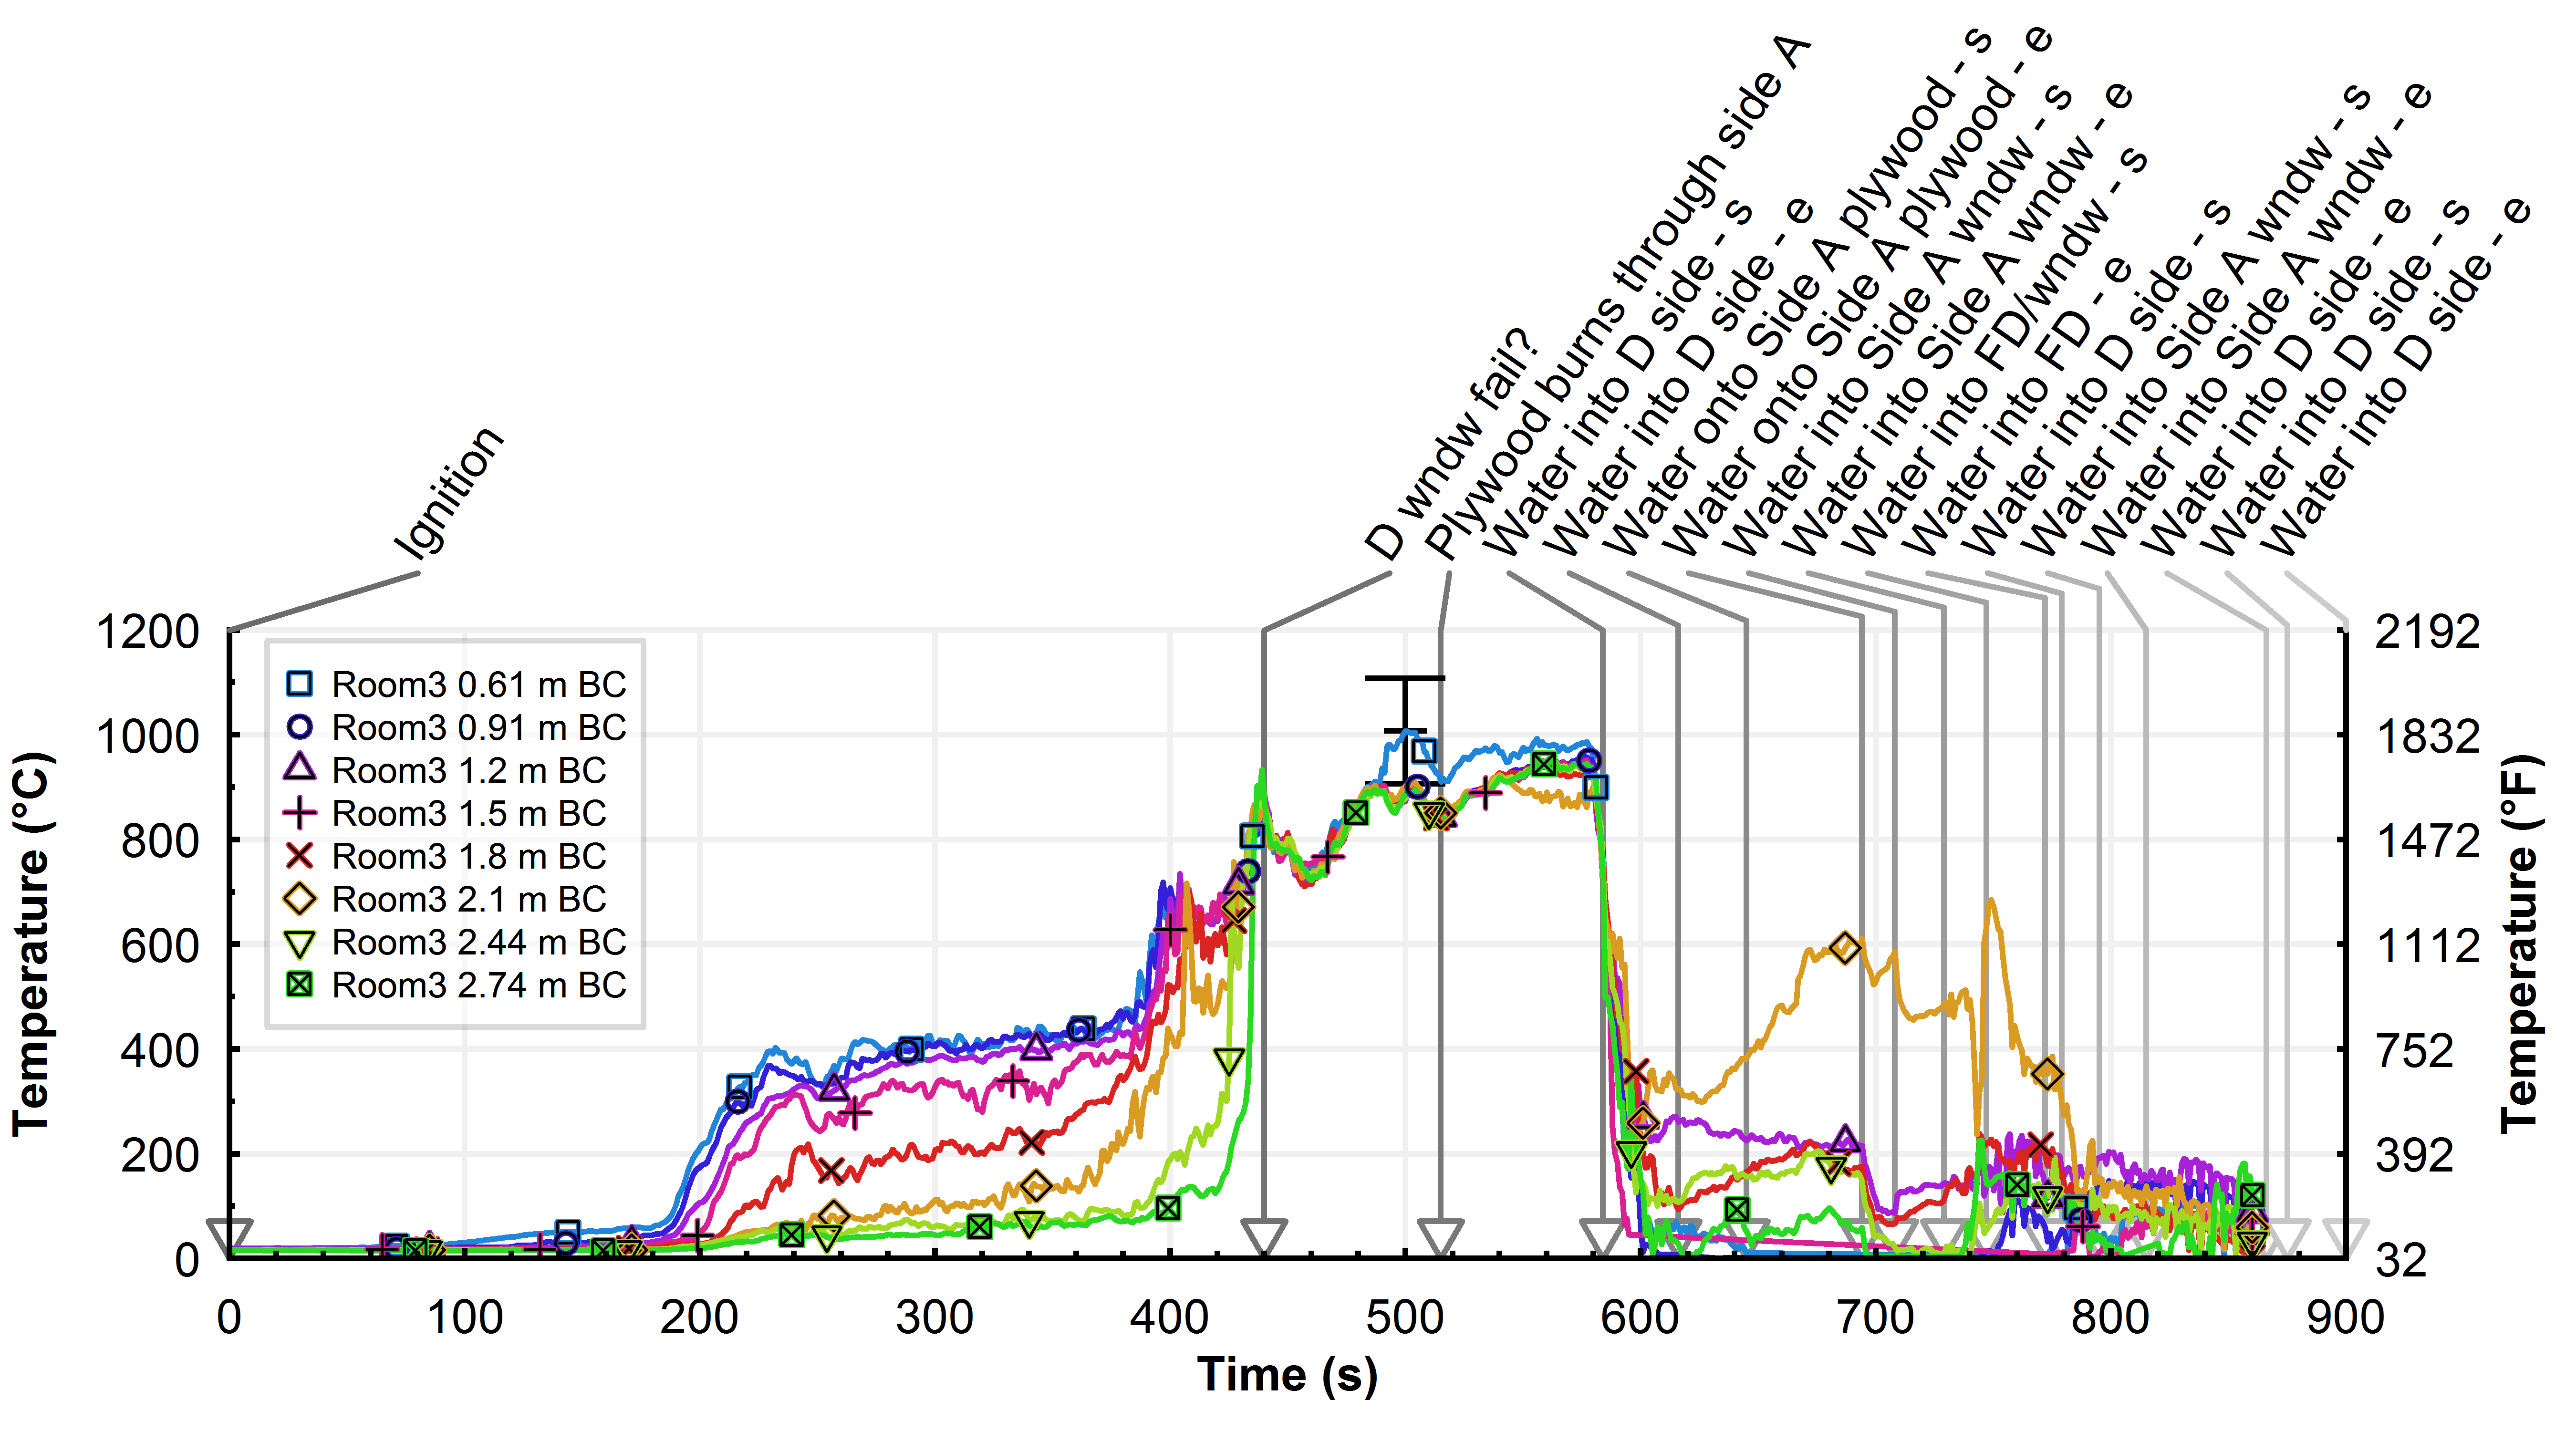 Ignition
D wndw fail?
Plywood burns through side A
Water into D side - s
Water into D side - e
Water onto Side A plywood - s
Water onto Side A plywood - e
Water into Side A wndw - s
Water into Side A wndw - e
Water into FD/wndw - s
Water into FD - e
Water into D side - s
Water into Side A wndw - s
Water into Side A wndw - e
Water into D side - e
Water into D side - s
Water into D side - e
Temperature (°C)
1200
1000
800
600
400
200
0
Room3 0.61 m BC
Room3 0.91 m BC
Room3 1.2 m BC
Room3 1.5 m BC
Room3 1.8 m BC
Room3 2.1 m BC
Room3 2.44 m BC
Room3 2.74 m BC
2192
1832
1472
1112
752
392
32
Temperature (°F)
0 100 200 300 400 500 600 700 800 900
Time (s)